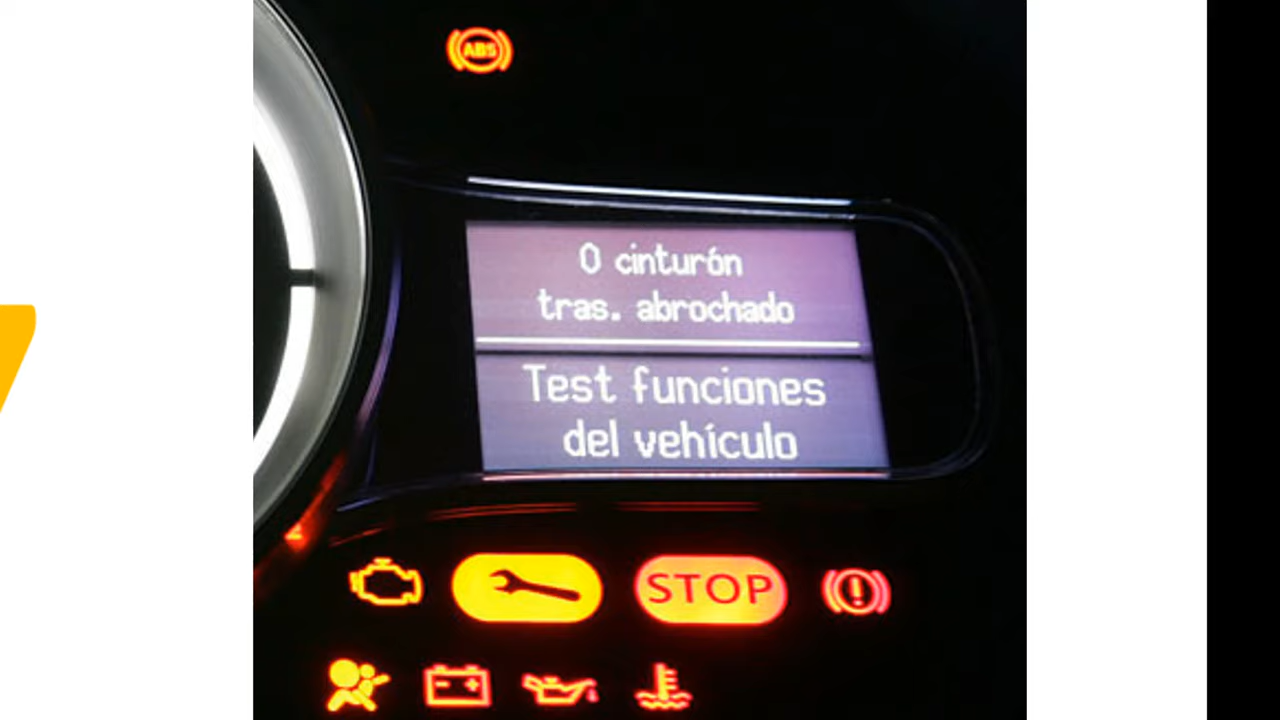 ABS
0 cinturón
tras. abrochado
Test funciones
del vehículo
STOP